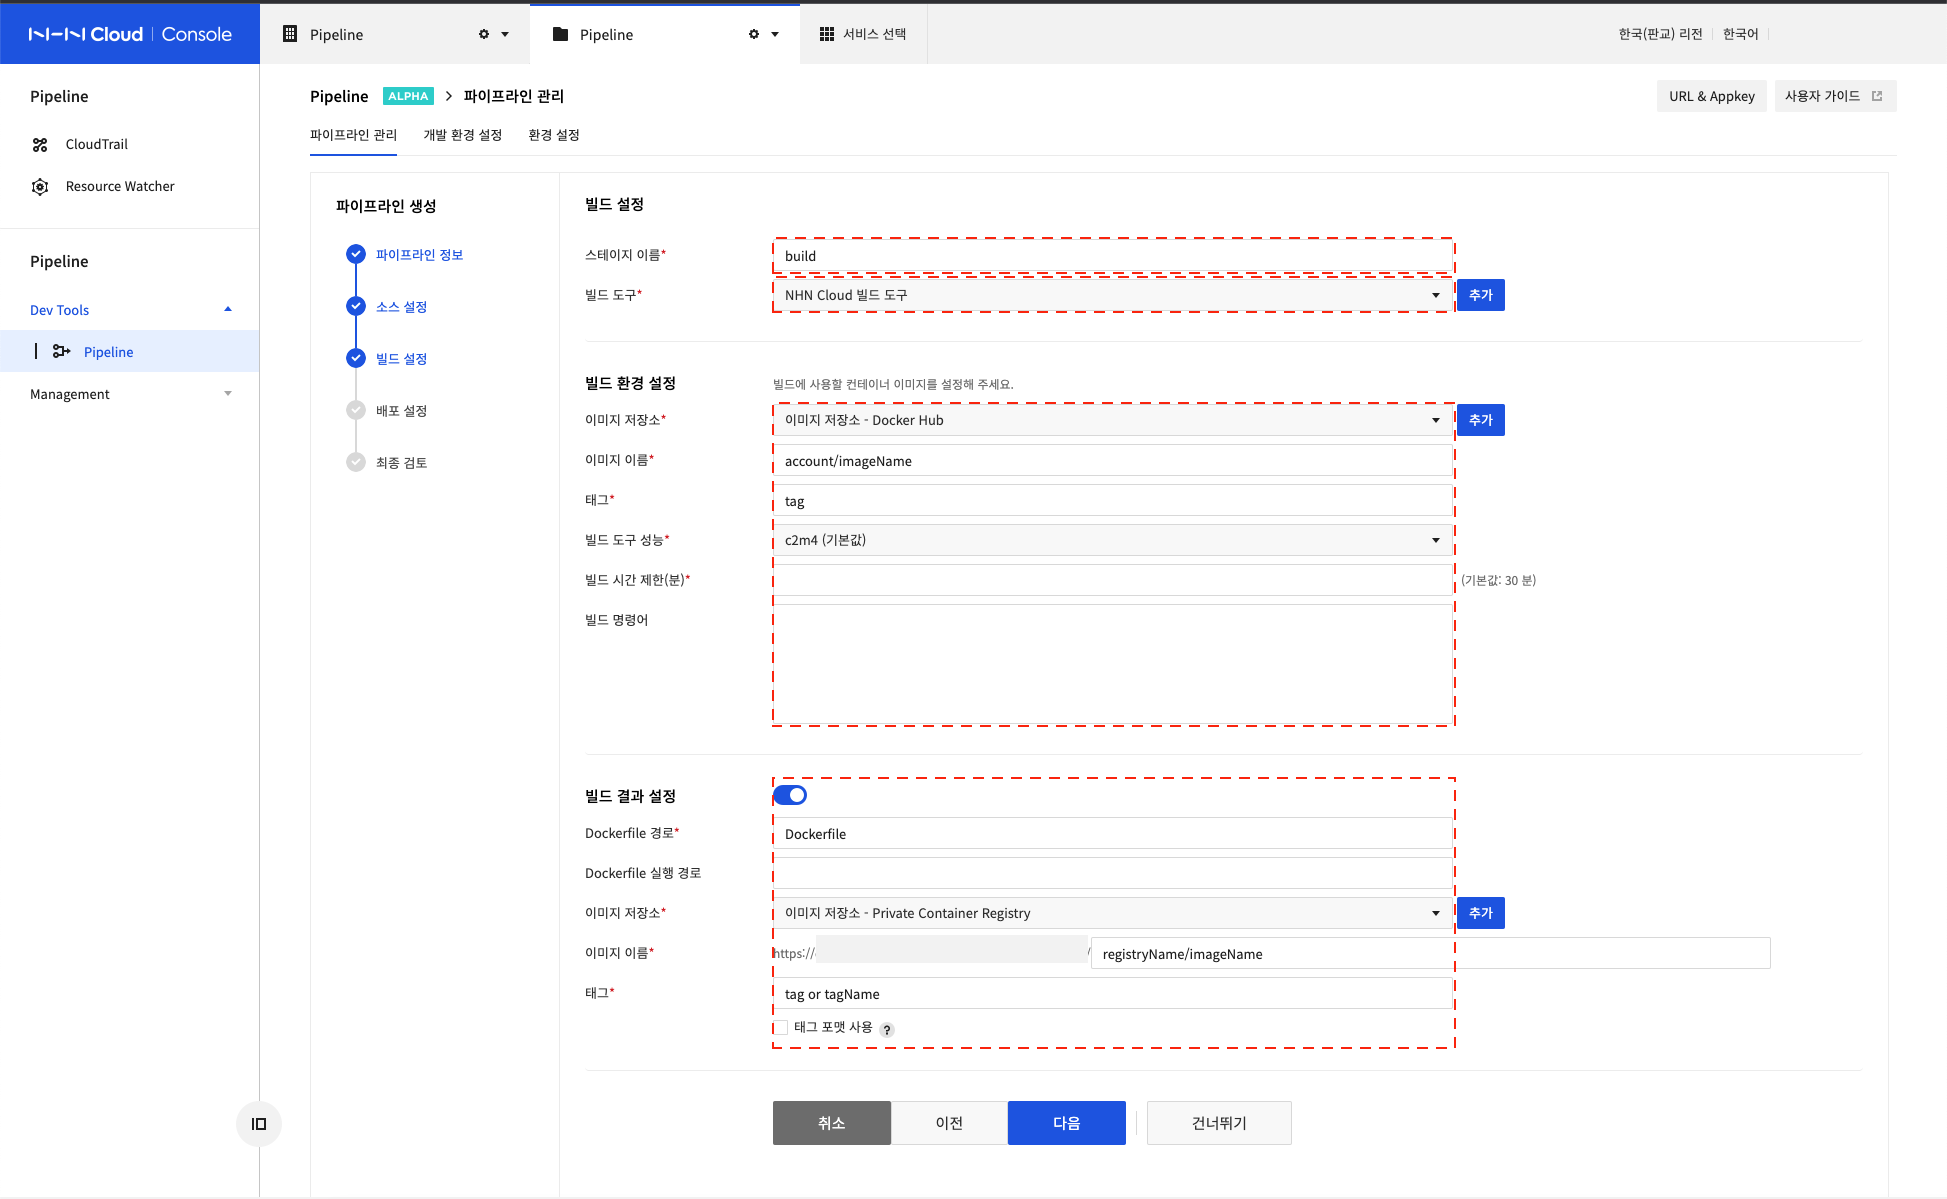 NHN Cloud Console
Pipeline
Pipeline
서비스 선택
한국(판교) 리전
한국어
Pipeline
CloudTrail
Resource Watcher
Pipeline
Dev Tools
Pipeline
Management
Pipeline ALPHA > 파이프라인 관리
URL & Appkey
사용자 가이드
파이프라인 관리
개발 환경 설정
환경 설정
파이프라인 생성
파이프라인 정보
소스 설정
빌드 설정
배포 설정
최종 검토
빌드 설정
스테이지 이름* build
빌드 도구* NHN Cloud 빌드 도구 추가
빌드 환경 설정 빌드에 사용할 컨테이너 이미지를 설정해 주세요.
이미지 저장소* 이미지 저장소 - Docker Hub 추가
이미지 이름* account/imageName
태그* tag
빌드 도구 성능* c2m4 (기본값)
빌드 시간 제한(분)* (기본값: 30 분)
빌드 명령어
빌드 결과 설정
Dockerfile 경로* Dockerfile
Dockerfile 실행 경로
이미지 저장소* 이미지 저장소 - Private Container Registry 추가
이미지 이름* https:// / registryName/imageName
태그* tag or tagName
태그 포맷 사용 ?
취소
이전
다음
건너뛰기